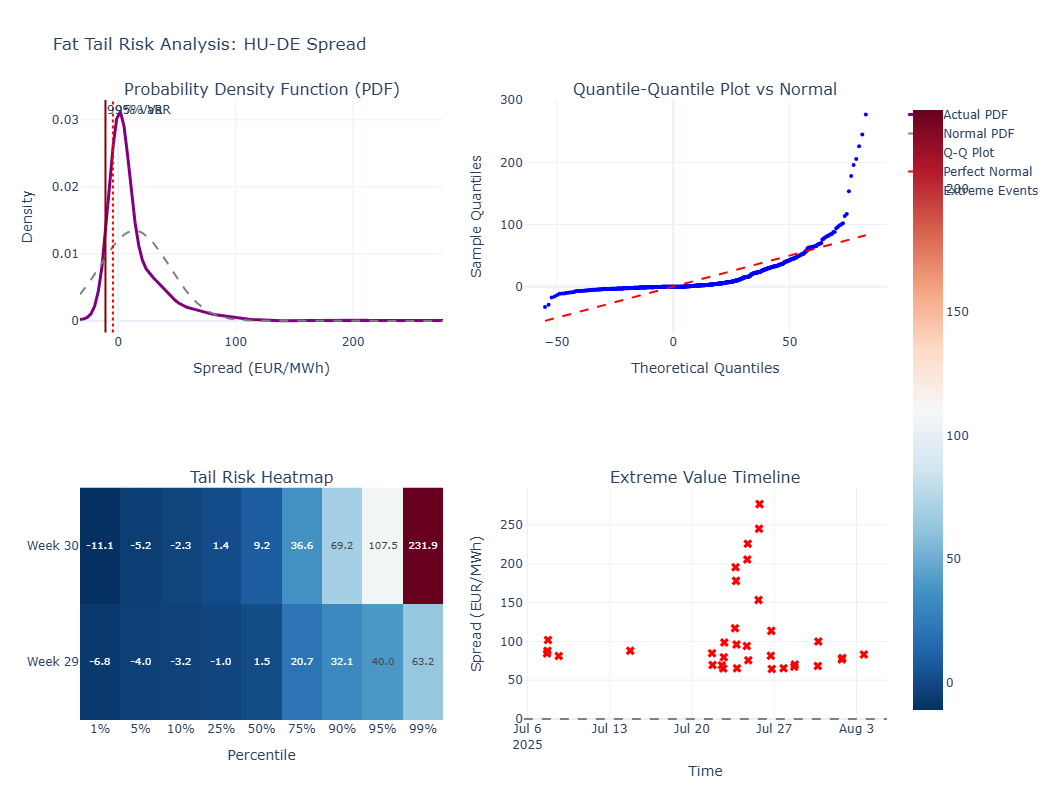 Fat Tail Risk Analysis: HU-DE Spread
Probability Density Function (PDF)
0.03
0.02
0.01
0
Density
0
100
200
Spread (EUR/MWh)
Quantile-Quantile Plot vs Normal
300
200
100
0
Sample Quantiles
−50
0
50
Theoretical Quantiles
Actual PDF
Normal PDF
Q-Q Plot
Perfect Normal
Extreme Events
200
150
100
50
0
Tail Risk Heatmap
Week 30
-11.1 -5.2 -2.3 1.4 9.2 36.6 69.2 107.5 231.9
Week 29
-6.8 -4.0 -3.2 -1.0 1.5 20.7 32.1 40.0 63.2
1% 5% 10% 25% 50% 75% 90% 95% 99%
Percentile
Extreme Value Timeline
250
200
150
100
50
0
Spread (EUR/MWh)
Jul 6
2025
Jul 13
Jul 20
Jul 27
Aug 3
Time